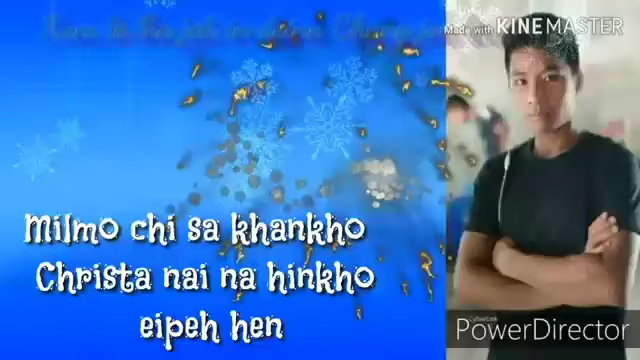 Made with KINEMASTER
Milmo chi sa khankho
Christa nai na hinkho
eipeh hen
PowerDirector